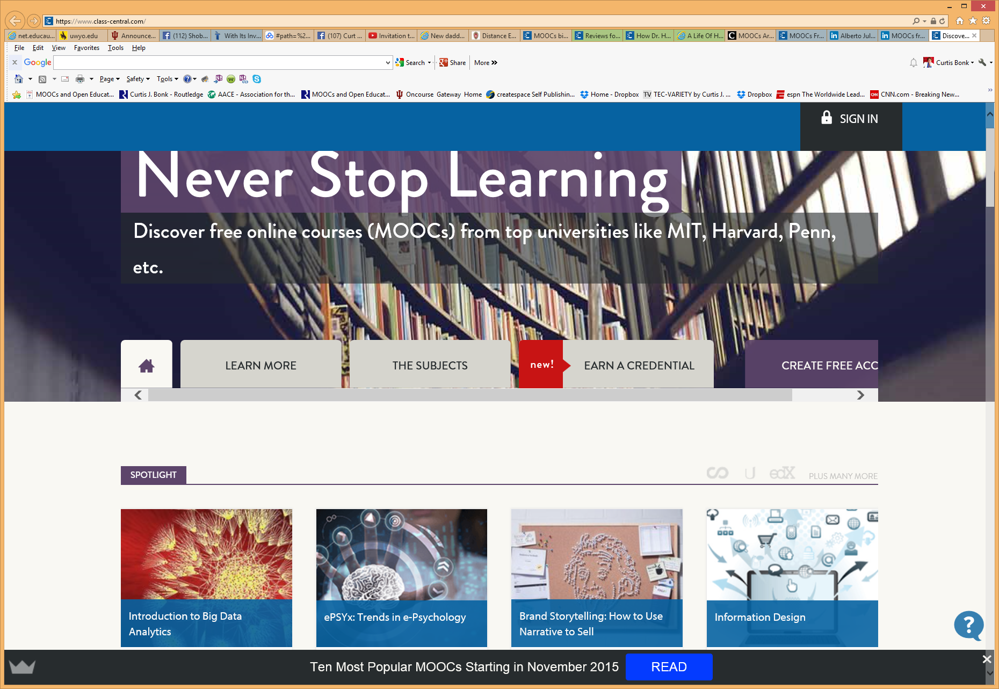 https://www.class-central.com/
net.educau...
uwyo.edu
Announce...
(112) Shob...
With Its Inv...
#path=%2...
(107) Curt ...
Invitation t...
New dadd...
Distance E...
MOOCs bi...
Reviews fo...
How Dr. H...
A Life Of H...
MOOCs Ar...
MOOCs Fr...
Alberto Jul...
MOOCs fr...
Discove...
File Edit View Favorites Tools Help
x Google Search Share More »
Curtis Bonk
Page Safety Tools
MOOCs and Open Educat...
Curtis J. Bonk - Routledge
AACE - Association for th...
MOOCs and Open Educat...
Oncourse Gateway Home
createspace Self Publishin...
Home - Dropbox
TEC-VARIETY by Curtis J. ...
Dropbox
espn The Worldwide Lead...
CNN.com - Breaking New...
SIGN IN
Never Stop Learning
Discover free online courses (MOOCs) from top universities like MIT, Harvard, Penn,
etc.
LEARN MORE
THE SUBJECTS
new!
EARN A CREDENTIAL
CREATE FREE ACC
SPOTLIGHT
U
edX
PLUS MANY MORE
Introduction to Big Data
Analytics
ePSYx: Trends in e-Psychology
Brand Storytelling: How to Use
Narrative to Sell
Information Design
?
Ten Most Popular MOOCs Starting in November 2015
READ